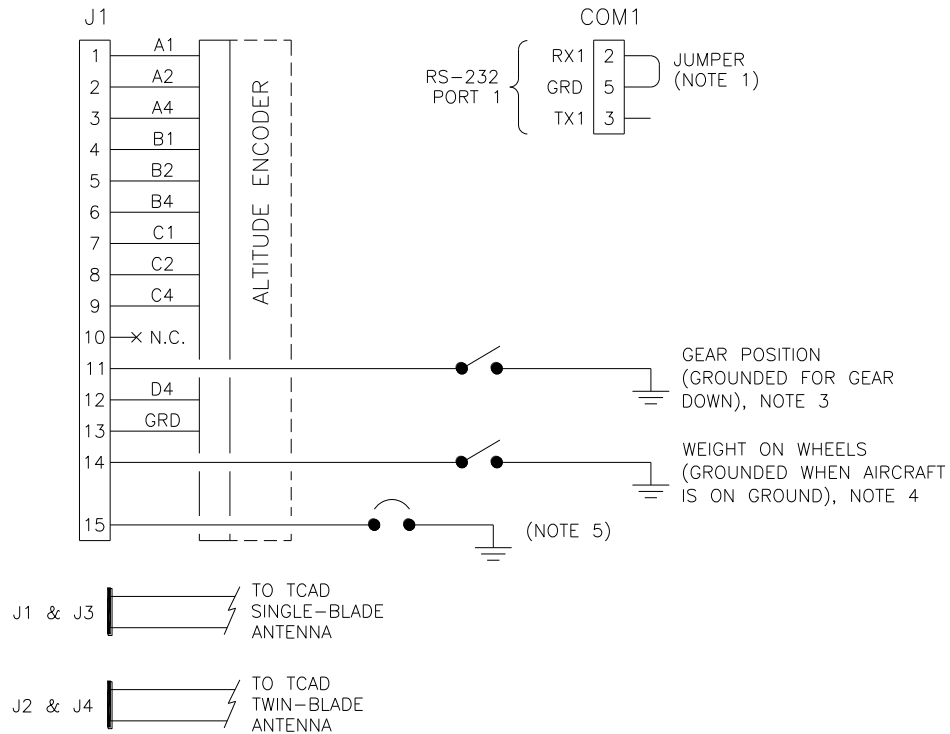 J1
1 A1
2 A2
3 A4
4 B1
5 B2
6 B4
7 C1
8 C2
9 C4
10 N.C.
11
12 D4
13 GRD
14
15
ALTITUDE ENCODER
COM1
RS-232
PORT 1
RX1 2
GRD 5
TX1 3
JUMPER
(NOTE 1)
GEAR POSITION
(GROUNDED FOR GEAR
DOWN), NOTE 3
WEIGHT ON WHEELS
(GROUNDED WHEN AIRCRAFT
IS ON GROUND), NOTE 4
(NOTE 5)
J1 & J3
TO TCAD
SINGLE-BLADE
ANTENNA
J2 & J4
TO TCAD
TWIN-BLADE
ANTENNA